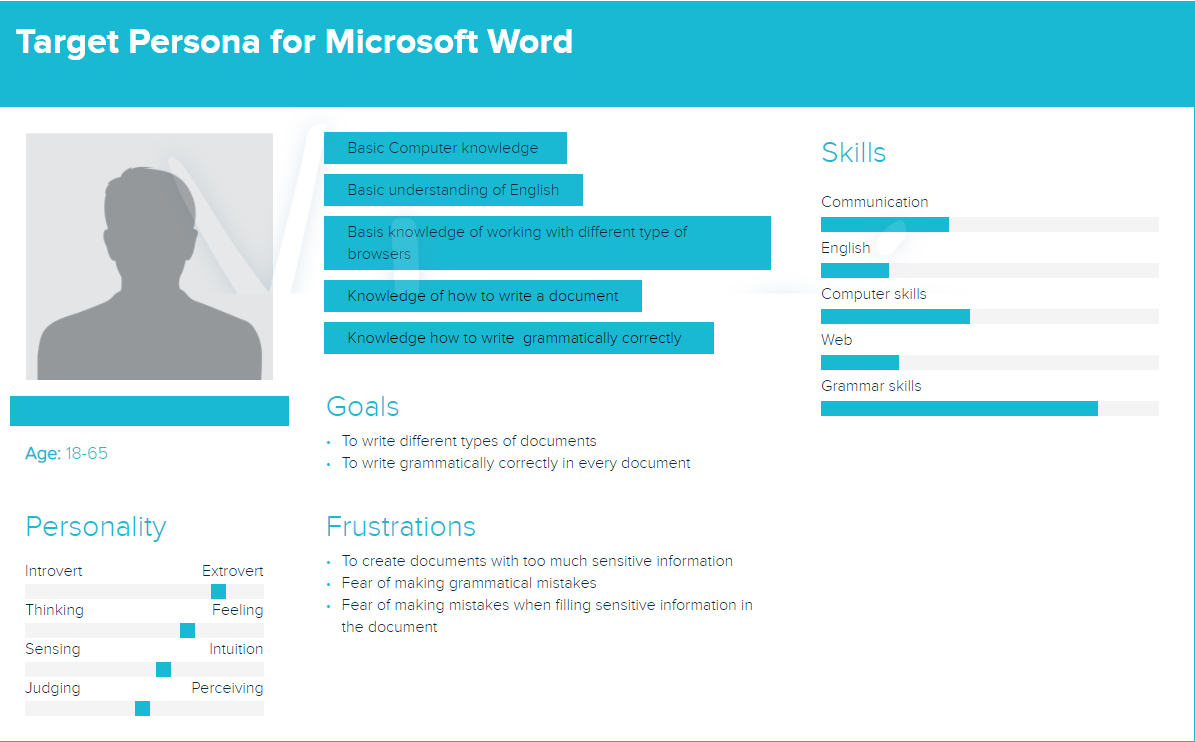 Target Persona for Microsoft Word
Basic Computer knowledge
Basic understanding of English
Basis knowledge of working with different type of
browsers
Knowledge of how to write a document
Knowledge how to write  grammatically correctly
Age: 18-65
Personality
Introvert Extrovert
Thinking Feeling
Sensing Intuition
Judging Perceiving
Goals
• To write different types of documents
• To write grammatically correctly in every document
Frustrations
• To create documents with too much sensitive information
• Fear of making grammatical mistakes
• Fear of making mistakes when filling sensitive information in
the document
Skills
Communication
English
Computer skills
Web
Grammar skills